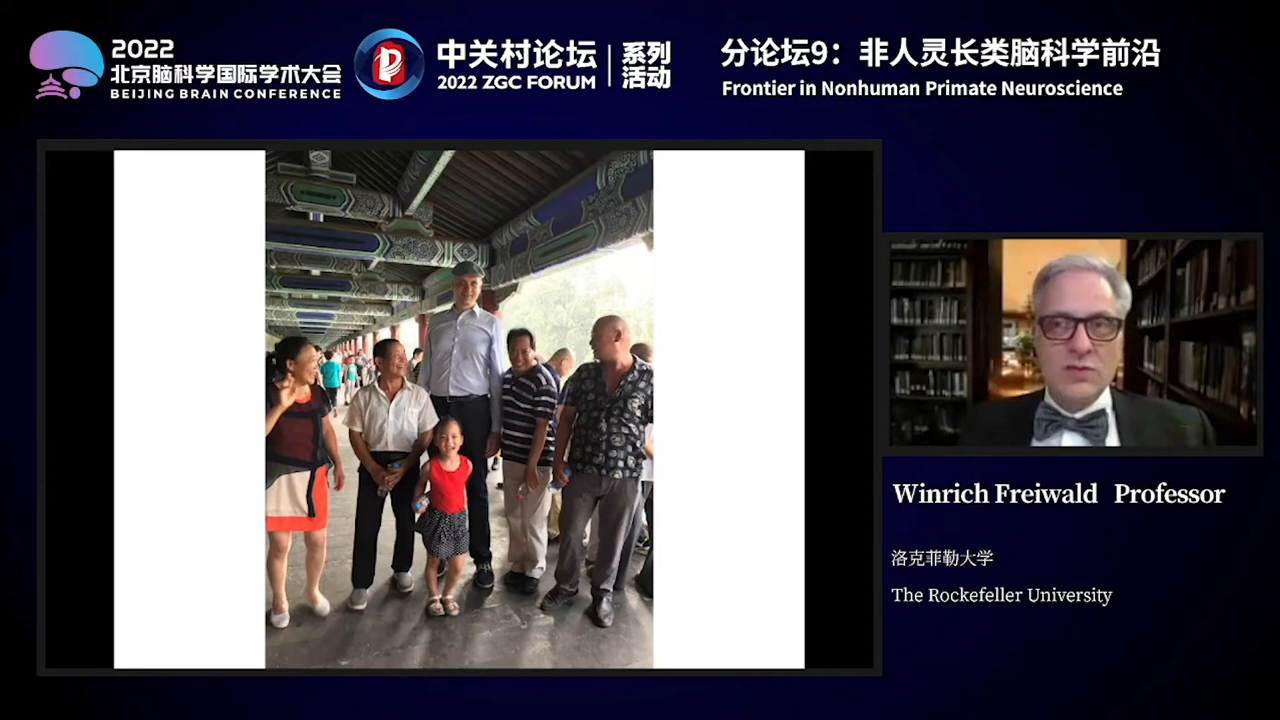 2022
北京脑科学国际学术大会
BEIJING BRAIN CONFERENCE
中关村论坛
2022 ZGC FORUM
系列
活动
分论坛9：非人灵长类脑科学前沿
Frontier in Nonhuman Primate Neuroscience
Winrich Freiwald Professor
洛克菲勒大学
The Rockefeller University